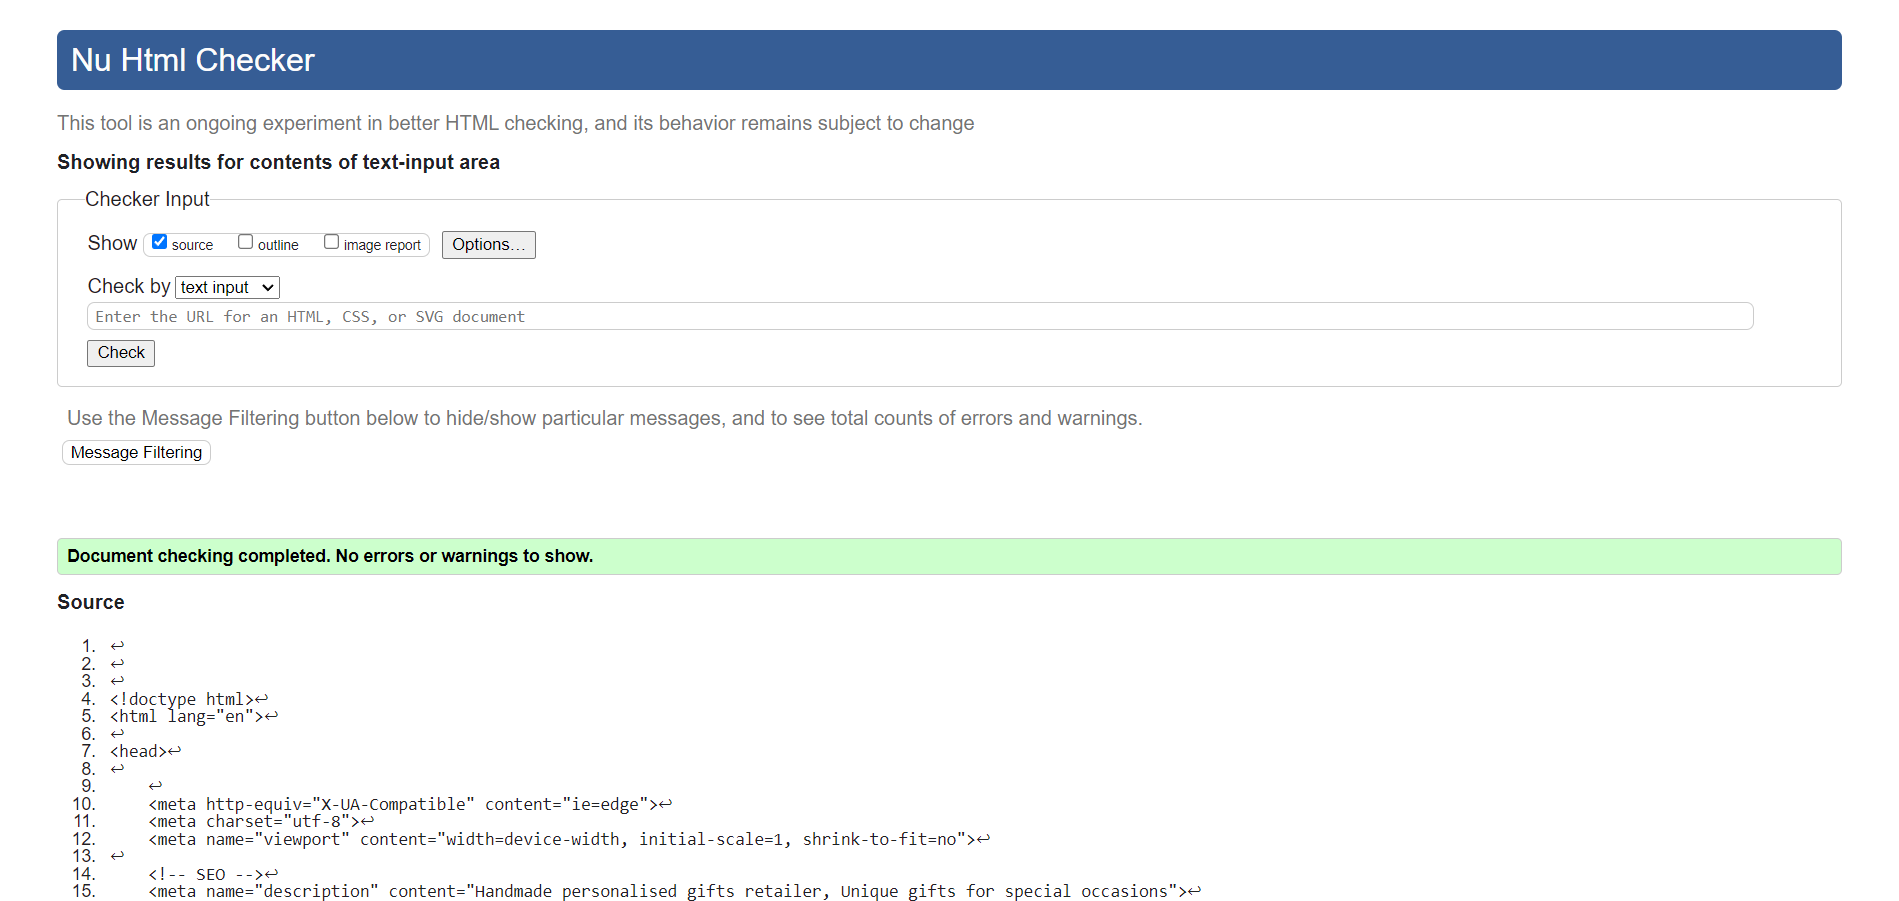 Nu Html Checker
This tool is an ongoing experiment in better HTML checking, and its behavior remains subject to change
Showing results for contents of text-input area
Checker Input
Show source outline image report Options...
Check by text input
Enter the URL for an HTML, CSS, or SVG document
Check
Use the Message Filtering button below to hide/show particular messages, and to see total counts of errors and warnings.
Message Filtering
Document checking completed. No errors or warnings to show.
Source
1. ↩
2. ↩
3. ↩
4. <!doctype html>↩
5. <html lang="en">↩
6. ↩
7. <head>↩
8. ↩
9. ↩
10. <meta http-equiv="X-UA-Compatible" content="ie=edge">↩
11. <meta charset="utf-8">↩
12. <meta name="viewport" content="width=device-width, initial-scale=1, shrink-to-fit=no">↩
13. ↩
14. <!-- SEO -->↩
15. <meta name="description" content="Handmade personalised gifts retailer, Unique gifts for special occasions">↩